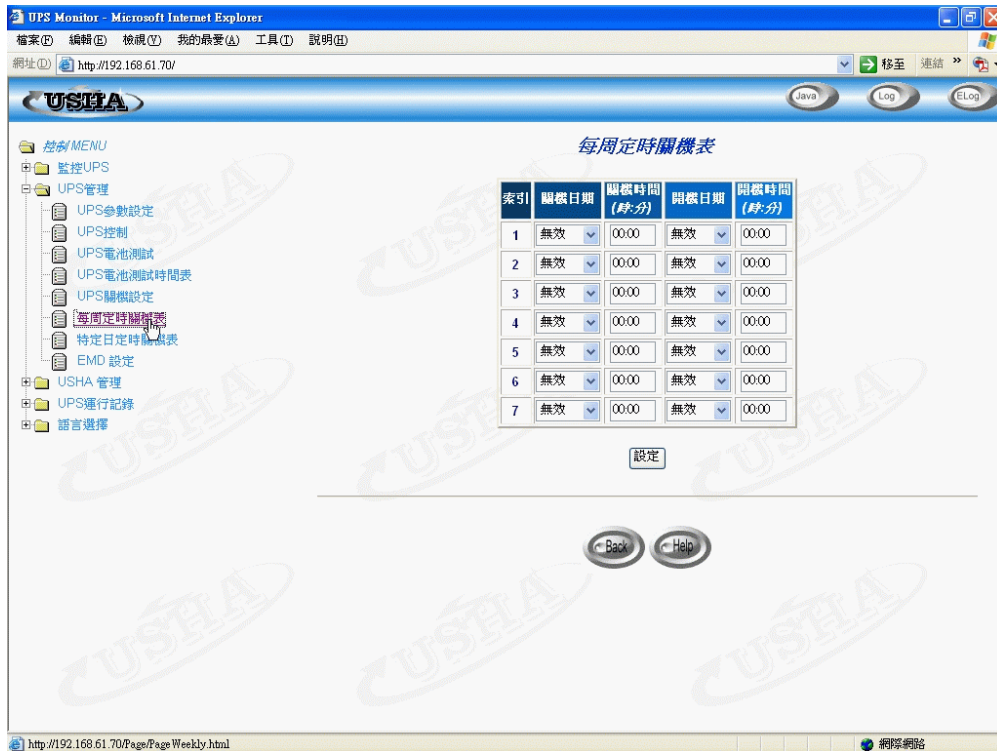 UPS Monitor - Microsoft Internet Explorer
檔案(F) 編輯(E) 檢視(V) 我的最愛(A) 工具(T) 說明(H)
網址(D) http://192.168.61.70/ 移至 連結 »
USHA Java Log ELog
控制MENU
監控UPS
UPS管理
UPS參數設定
UPS控制
UPS電池測試
UPS電池測試時間表
UPS關機設定
每周定時關機表
特定日定時關機表
EMD 設定
USHA 管理
UPS運行記錄
語言選擇
每周定時關機表
索引 關機日期 關機時間(時:分) 開機日期 開機時間(時:分)
1 無效 00:00 無效 00:00
2 無效 00:00 無效 00:00
3 無效 00:00 無效 00:00
4 無效 00:00 無效 00:00
5 無效 00:00 無效 00:00
6 無效 00:00 無效 00:00
7 無效 00:00 無效 00:00
設定
Back Help
http://192.168.61.70/Page/PageWeekly.html 網際網路